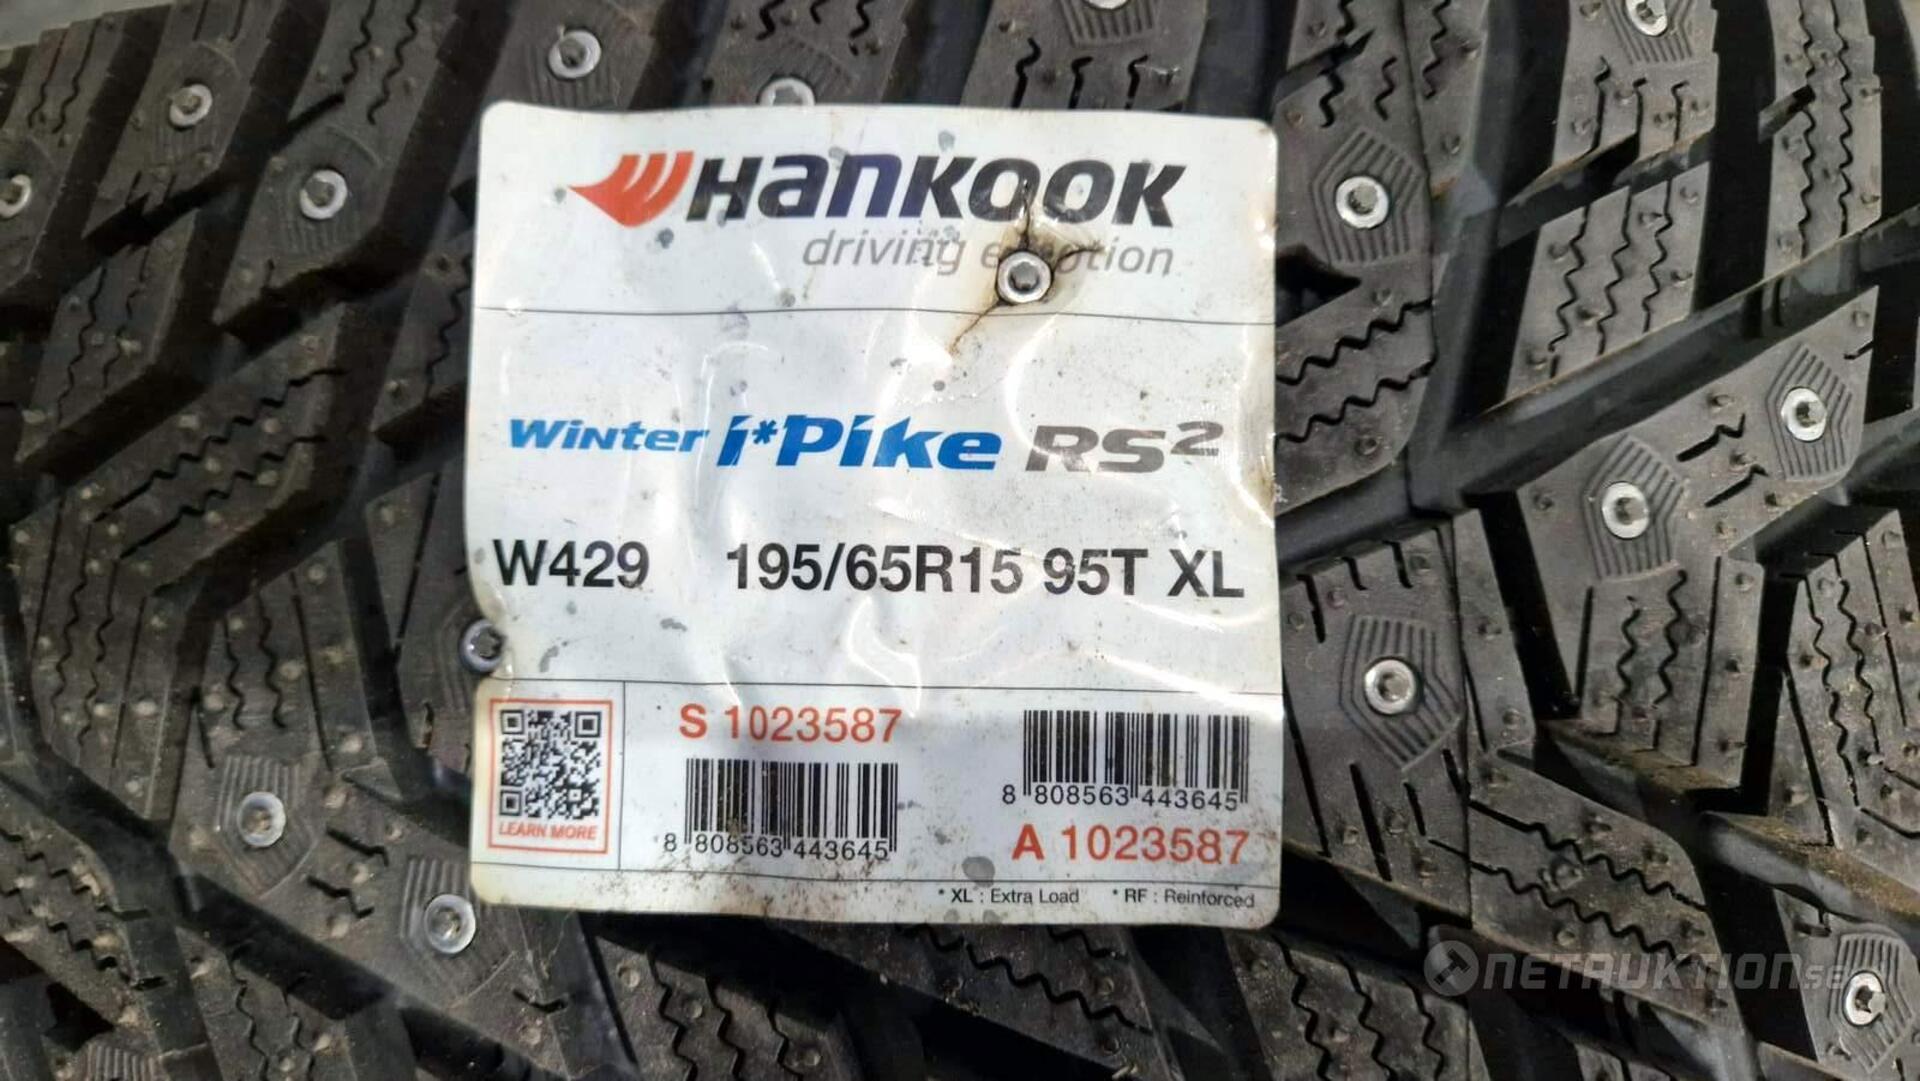 HANKOOK
driving emotion
Winter i*Pike RS2
W429 195/65R15 95T XL
S 1023587
8 808563 443645
LEARN MORE
8 808563 443645
A 1023587
* XL : Extra Load * RF : Reinforced
NETAUKTION.se